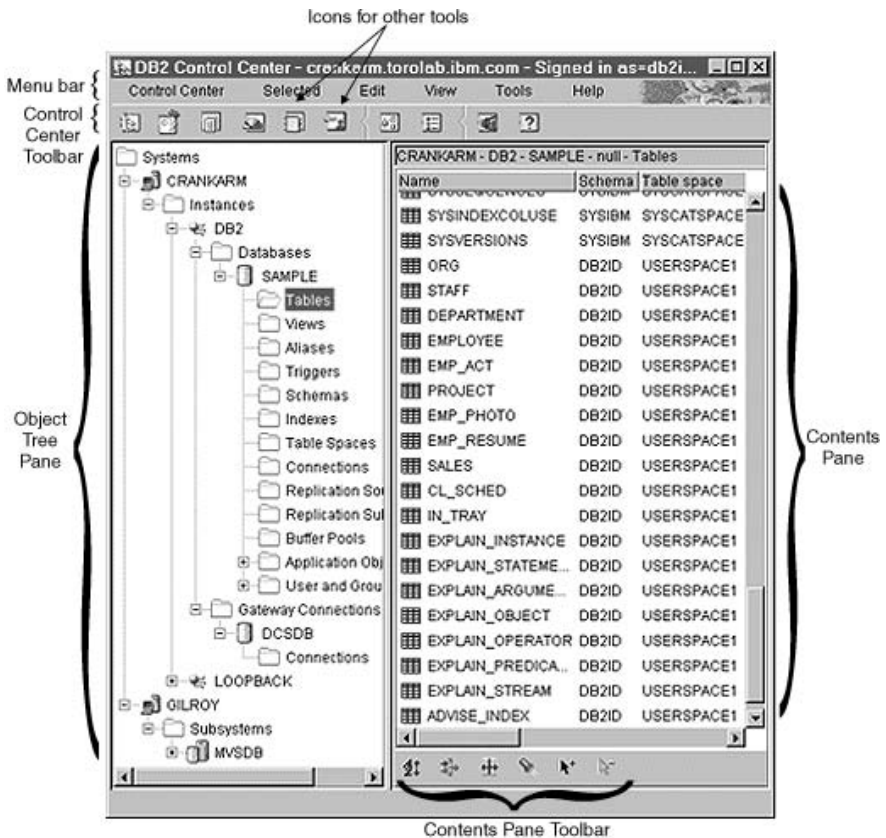 Icons for other tools
DB2 Control Center - crankarm.torolab.ibm.com - Signed in as=db2i...
Menu bar
Control Center Selected Edit View Tools Help
Control Center Toolbar
Object Tree Pane
Systems
CRANKARM
Instances
DB2
Databases
SAMPLE
Tables
Views
Aliases
Triggers
Schemas
Indexes
Table Spaces
Connections
Replication Sou
Replication Sul
Buffer Pools
Application Obj
User and Grou
Gateway Connections
DCSDB
Connections
LOOPBACK
GILROY
Subsystems
MVSDB
CRANKARM - DB2 - SAMPLE - null - Tables
Name Schema Table space
SYSINDEXCOLUSE SYSIBM SYSCATSPACE
SYSVERSIONS SYSIBM SYSCATSPACE
ORG DB2ID USERSPACE1
STAFF DB2ID USERSPACE1
DEPARTMENT DB2ID USERSPACE1
EMPLOYEE DB2ID USERSPACE1
EMP_ACT DB2ID USERSPACE1
PROJECT DB2ID USERSPACE1
EMP_PHOTO DB2ID USERSPACE1
EMP_RESUME DB2ID USERSPACE1
SALES DB2ID USERSPACE1
CL_SCHED DB2ID USERSPACE1
IN_TRAY DB2ID USERSPACE1
EXPLAIN_INSTANCE DB2ID USERSPACE1
EXPLAIN_STATEME... DB2ID USERSPACE1
EXPLAIN_ARGUME... DB2ID USERSPACE1
EXPLAIN_OBJECT DB2ID USERSPACE1
EXPLAIN_OPERATOR DB2ID USERSPACE1
EXPLAIN_PREDICA... DB2ID USERSPACE1
EXPLAIN_STREAM DB2ID USERSPACE1
ADVISE_INDEX DB2ID USERSPACE1
Contents Pane
Contents Pane Toolbar